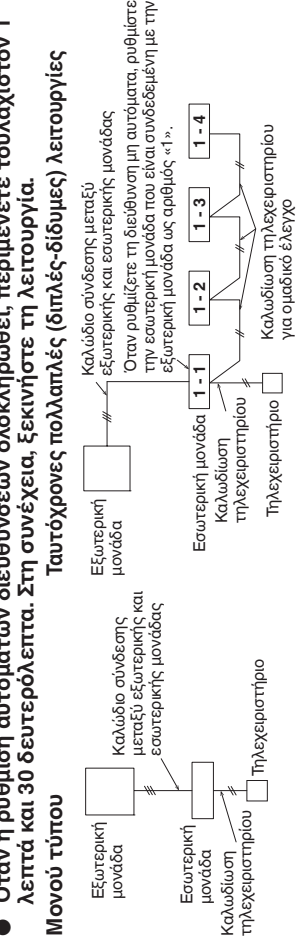 ● Όταν η ρύθμιση αυτόματων διευθύνσεων ολοκληρωθεί, περιμένετε τουλάχιστον 1
λεπτά και 30 δευτερόλεπτα. Στη συνέχεια, ξεκινήστε τη λειτουργία.
Μονού τύπου
Εξωτερική
μονάδα
Καλώδιο σύνδεσης
μεταξύ εξωτερικής και
εσωτερικής μονάδας
Εσωτερική
μονάδα
Καλωδίωση
τηλεχειριστηρίου
Τηλεχειριστήριο
Ταυτόχρονες πολλαπλές (διπλές-δίδυμες) λειτουργίες
Εξωτερική
μονάδα
Καλώδιο σύνδεσης μεταξύ
εξωτερικής και εσωτερικής μονάδας
Όταν ρυθμίζετε τη διεύθυνση μη αυτόματα, ρυθμίστε
την εσωτερική μονάδα που είναι συνδεδεμένη με την
εξωτερική μονάδα ως αριθμός «1».
Εσωτερική μονάδα
1 - 1
1 - 2
1 - 3
1 - 4
Καλωδίωση
τηλεχειριστηρίου
Τηλεχειριστήριο
Καλωδίωση τηλεχειριστηρίου
για ομαδικό έλεγχο